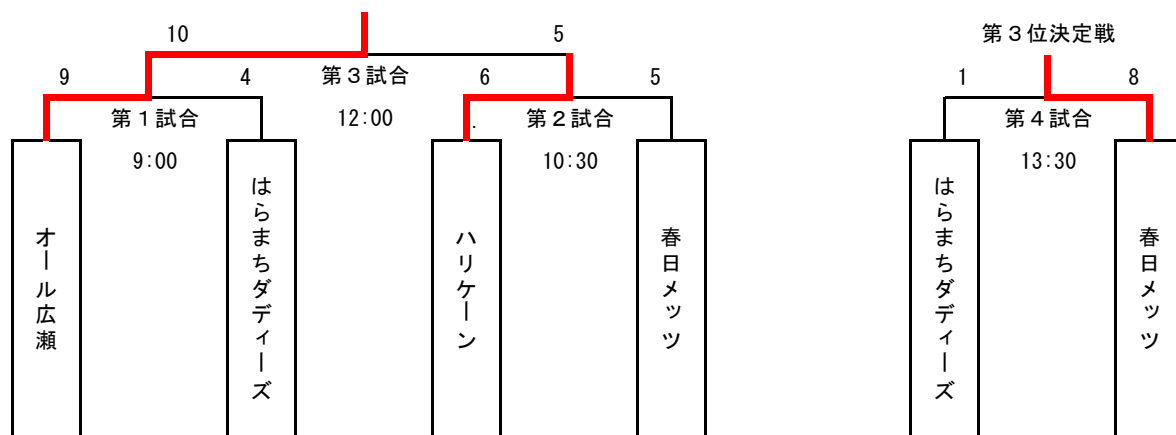 10
5
第３位決定戦
9
4
第３試合
6
5
1
8
第１試合
12:00
第２試合
第４試合
9:00
10:30
13:30
オール広瀬
はらまちダディーズ
ハリケーン
春日メッツ
はらまちダディーズ
春日メッツ